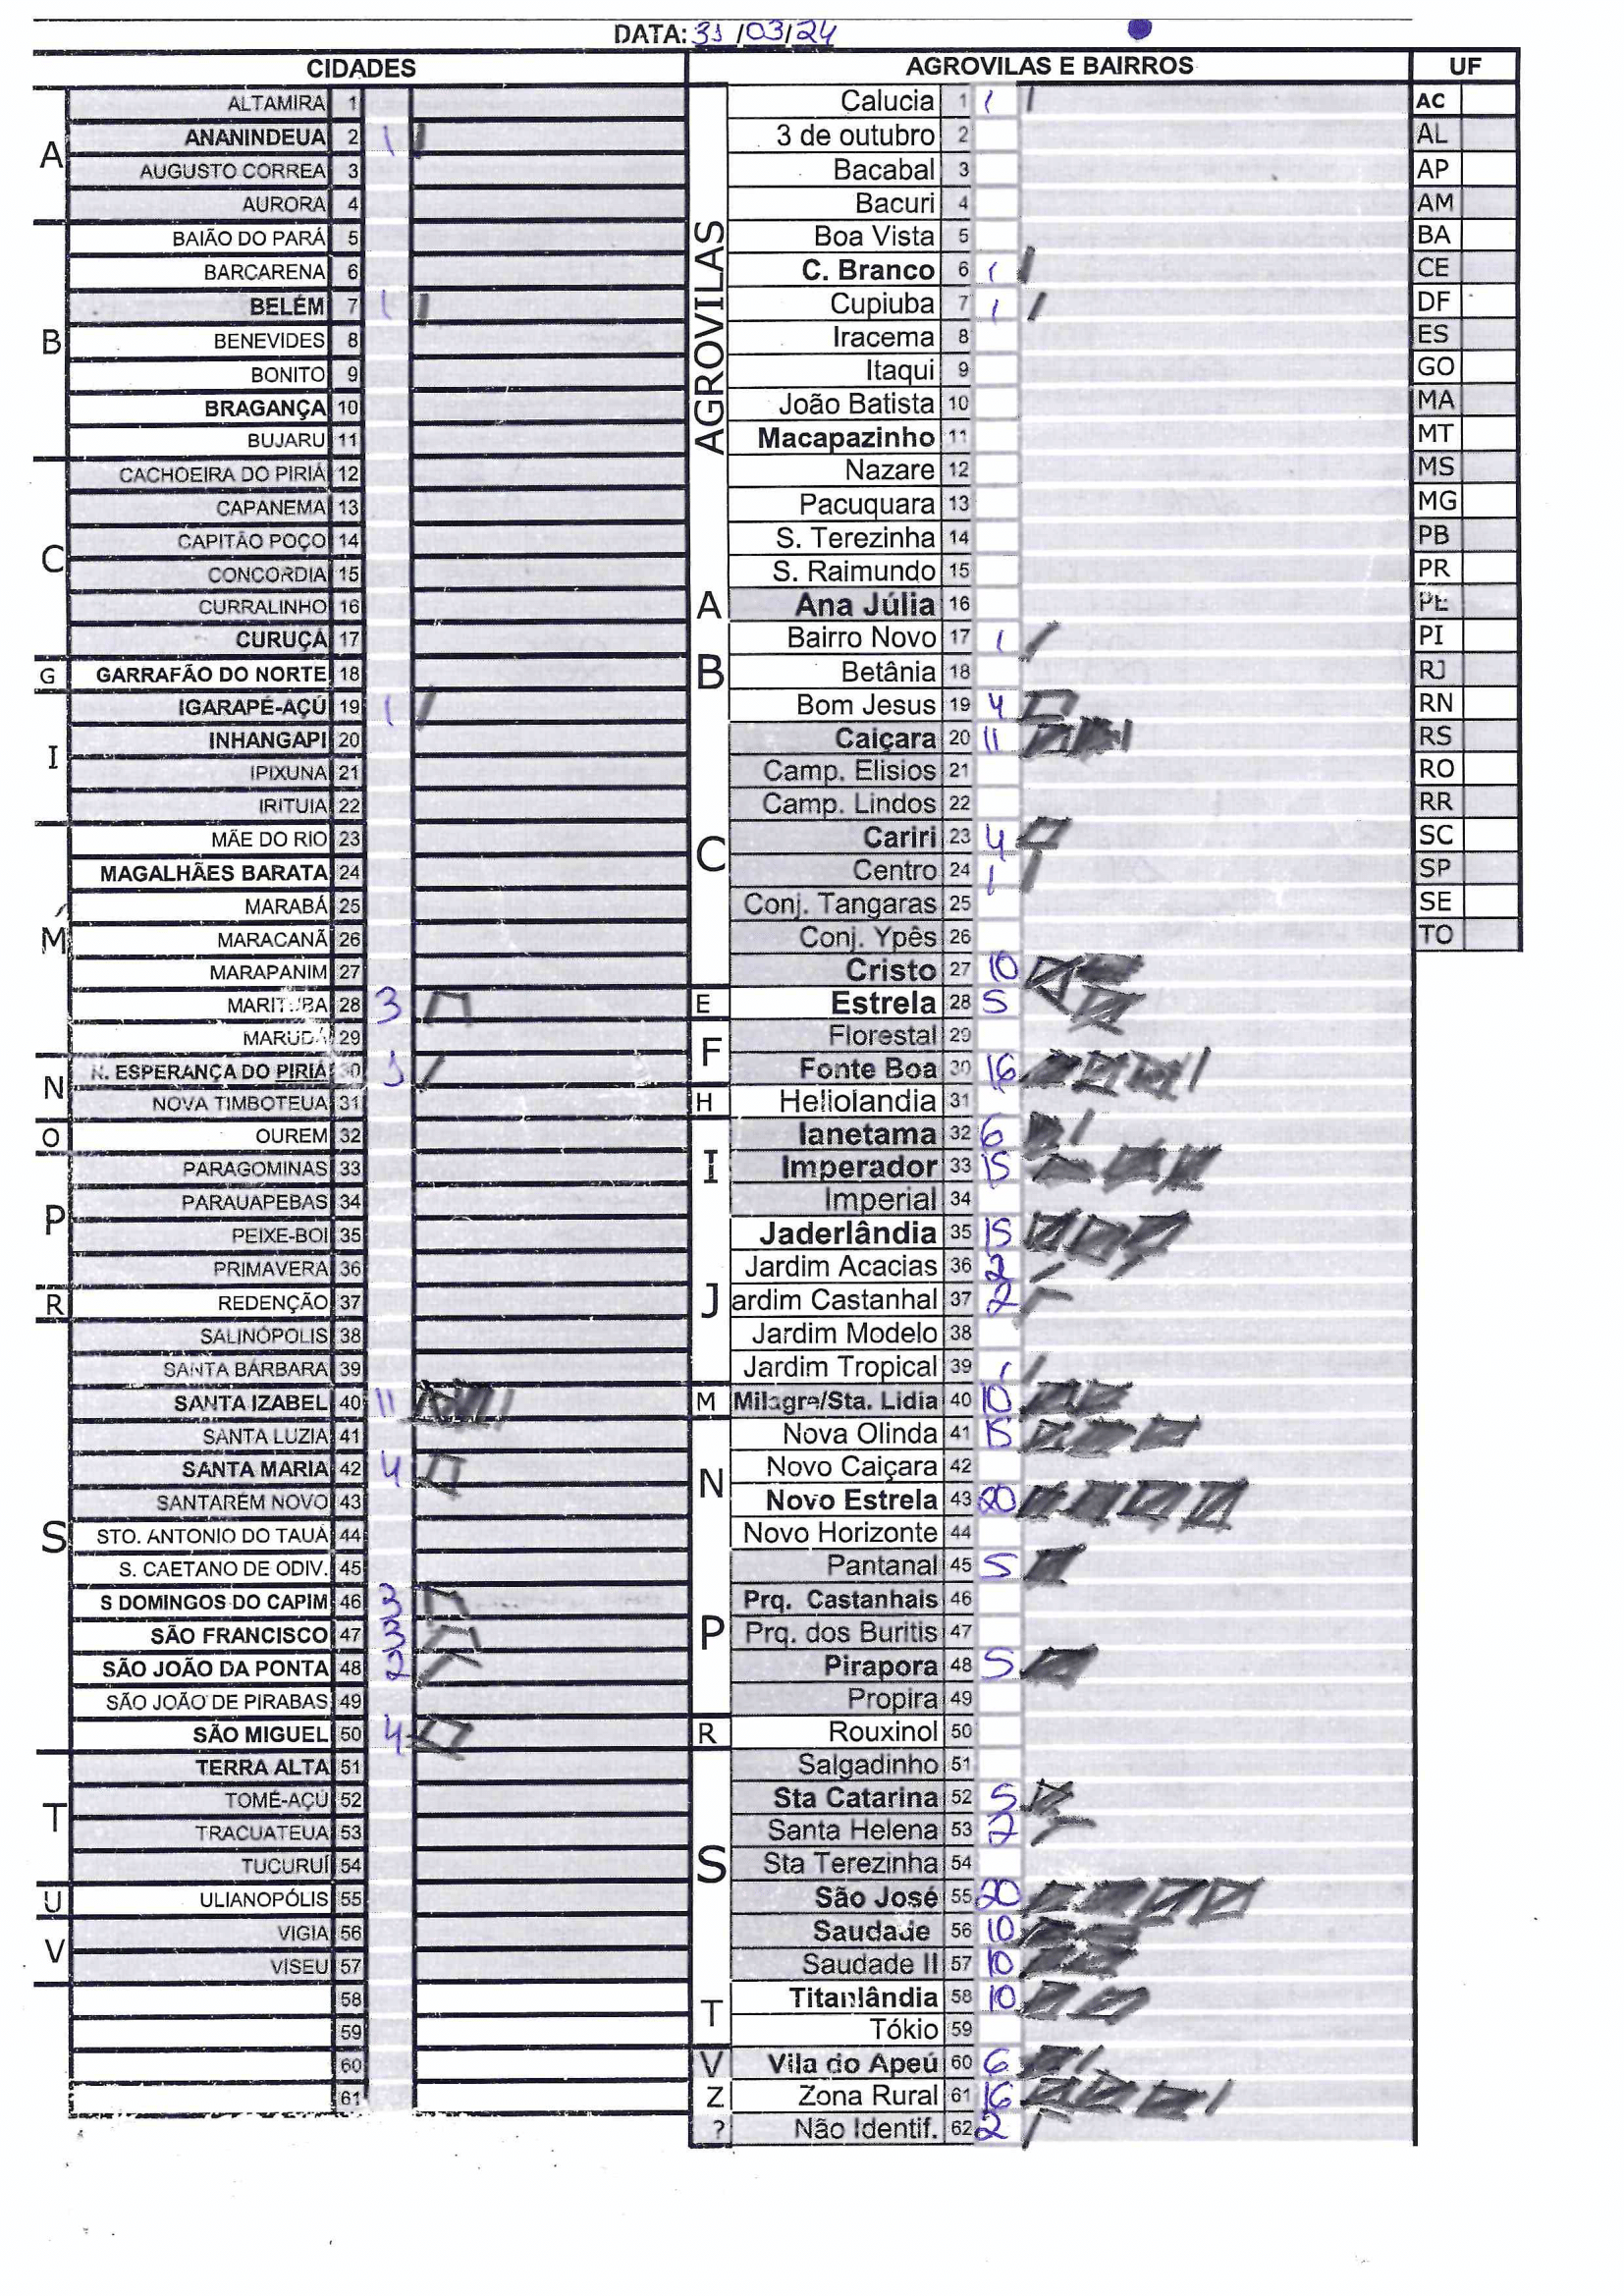 DATA: 31/03/24
CIDADES
A
ALTAMIRA 1
ANANINDEUA 2 1
AUGUSTO CORREA 3
AURORA 4
B
BAIÃO DO PARÁ 5
BARCARENA 6
BELÉM 7 1
BENEVIDES 8
BONITO 9
BRAGANÇA 10
BUJARU 11
C
CACHOEIRA DO PIRIÁ 12
CAPANEMA 13
CAPITÃO POÇO 14
CONCORDIA 15
CURRALINHO 16
CURUÇÁ 17
G
GARRAFÃO DO NORTE 18
I
IGARAPÉ-AÇÚ 19 1
INHANGAPI 20
IPIXUNA 21
IRITUIA 22
M
MÃE DO RIO 23
MAGALHÃES BARATA 24
MARABÁ 25
MARACANÃ 26
MARAPANIM 27
MARITUBA 28 3
MARUDÁ 29
N
N. ESPERANÇA DO PIRIÁ 30 1
NOVA TIMBOTEUA 31
O
OUREM 32
P
PARAGOMINAS 33
PARAUAPEBAS 34
PEIXE-BOI 35
PRIMAVERA 36
R
REDENÇÃO 37
S
SALINÓPOLIS 38
SANTA BÁRBARA 39
SANTA IZABEL 40 11
SANTA LUZIA 41
SANTA MARIA 42 4
SANTARÉM NOVO 43
STO. ANTONIO DO TAUÁ 44
S. CAETANO DE ODIV. 45
S DOMINGOS DO CAPIM 46 3
SÃO FRANCISCO 47 3
SÃO JOÃO DA PONTA 48 2
SÃO JOÃO DE PIRABAS 49
SÃO MIGUEL 50 4
T
TERRA ALTA 51
TOMÉ-AÇÚ 52
TRACUATEUA 53
TUCURUÍ 54
U
ULIANOPÓLIS 55
V
VIGIA 56
VISEU 57
58
59
60
61
AGROVILAS E BAIRROS
AGROVILAS
Calucia 1 1
3 de outubro 2
Bacabal 3
Bacuri 4
Boa Vista 5
C. Branco 6 1
Cupiuba 7 1
Iracema 8
Itaqui 9
João Batista 10
Macapazinho 11
Nazare 12
Pacuquara 13
S. Terezinha 14
S. Raimundo 15
A
Ana Júlia 16
B
Bairro Novo 17 1
Betânia 18
Bom Jesus 19 4
C
Caiçara 20 11
Camp. Elisios 21
Camp. Lindos 22
Cariri 23 4
Centro 24 1
Conj. Tangaras 25
Conj. Ypês 26
Cristo 27 10
E
Estrela 28 5
F
Florestal 29
Fonte Boa 30 16
H
Heliolandia 31
I
Ianetama 32 6
Imperador 33 15
Imperial 34
J
Jaderlândia 35 15
Jardim Acacias 36 2
ardim Castanhal 37 2
Jardim Modelo 38
Jardim Tropical 39 1
M
Milagre/Sta. Lidia 40 10
N
Nova Olinda 41 15
Novo Caiçara 42
Novo Estrela 43 20
Novo Horizonte 44
P
Pantanal 45 5
Prq. Castanhais 46
Prq. dos Buritis 47
Pirapora 48 5
Propira 49
R
Rouxinol 50
S
Salgadinho 51
Sta Catarina 52 5
Santa Helena 53 2
Sta Terezinha 54
São José 55 20
Saudade 56 10
Saudade II 57 10
T
Titanlândia 58 10
Tókio 59
V
Vila do Apeú 60 6
Z
Zona Rural 61 16
?
Não Identif. 62 2
UF
AC
AL
AP
AM
BA
CE
DF
ES
GO
MA
MT
MS
MG
PB
PR
PE
PI
RJ
RN
RS
RO
RR
SC
SP
SE
TO